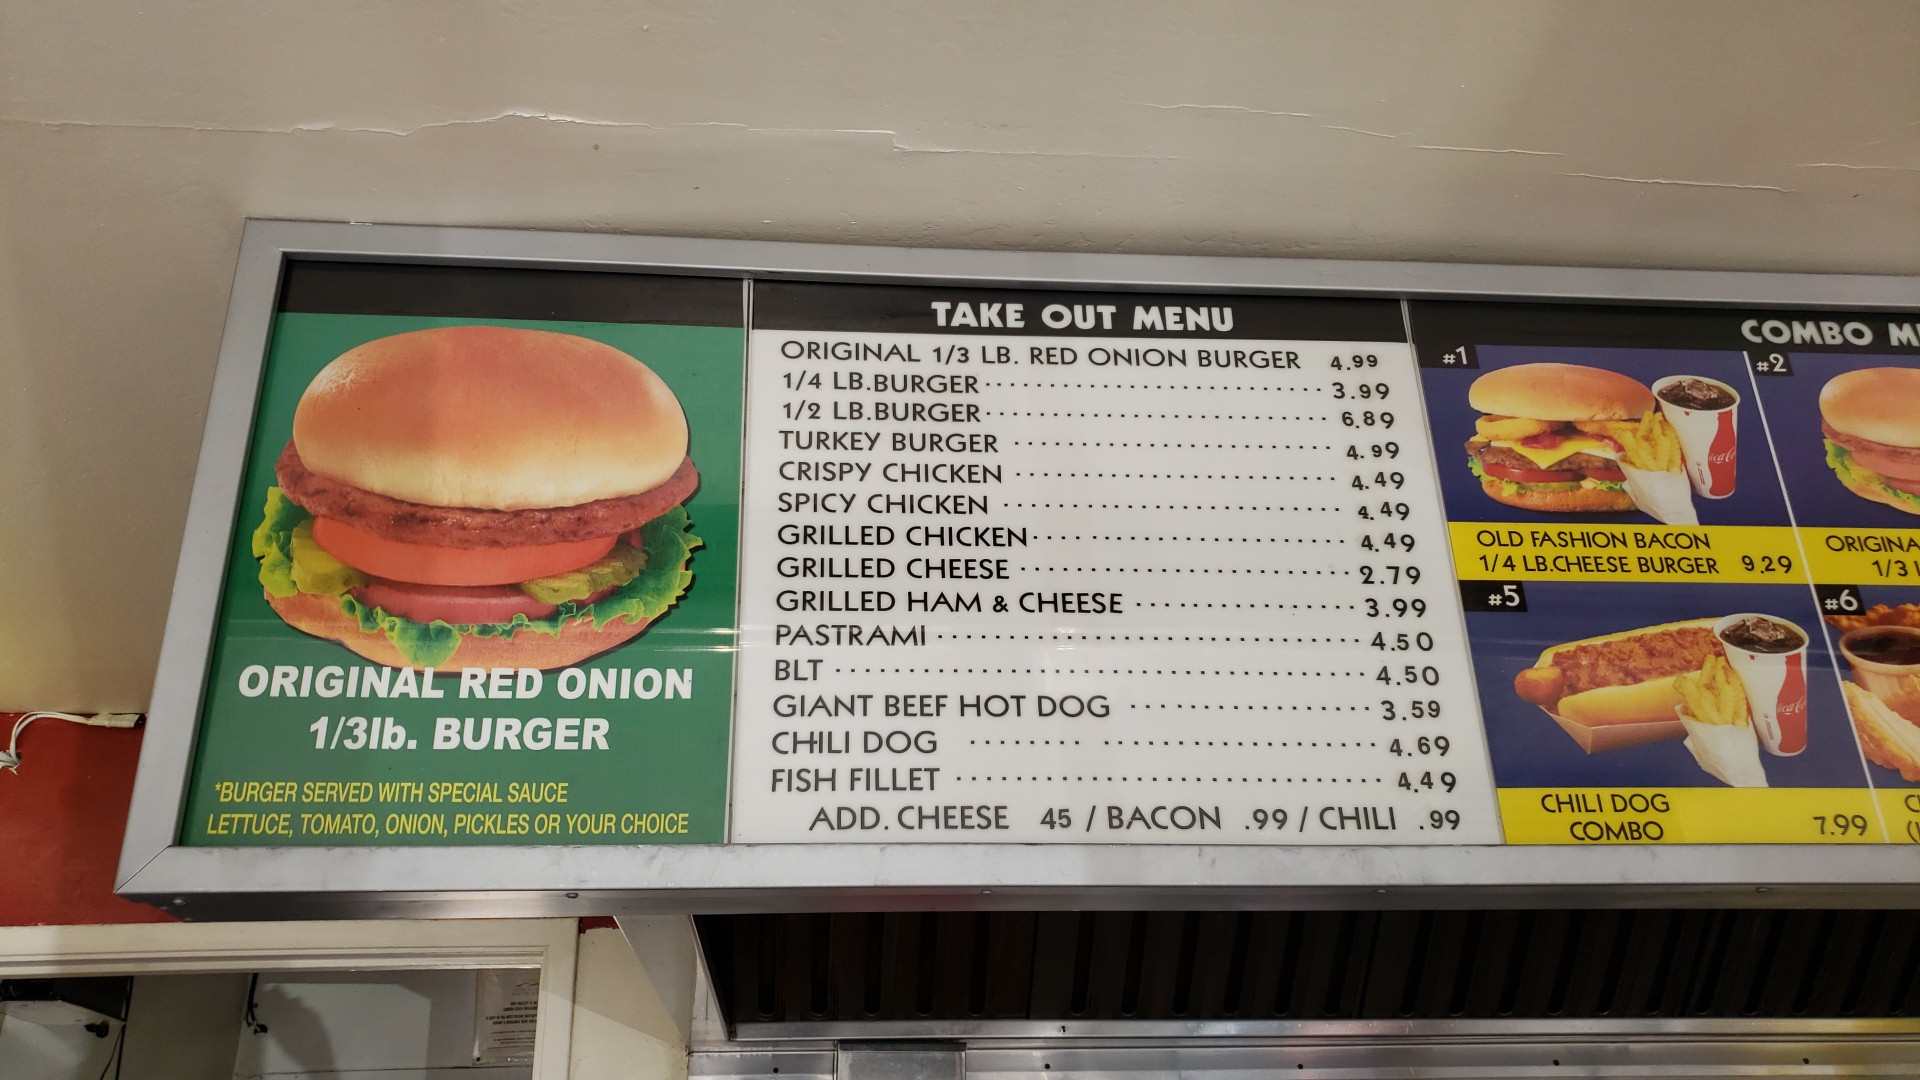 ORIGINAL RED ONION
1/3lb. BURGER
*BURGER SERVED WITH SPECIAL SAUCE
LETTUCE, TOMATO, ONION, PICKLES OR YOUR CHOICE
TAKE OUT MENU
ORIGINAL 1/3 LB. RED ONION BURGER 4.99
1/4 LB.BURGER 3.99
1/2 LB.BURGER 6.89
TURKEY BURGER 4.99
CRISPY CHICKEN 4.49
SPICY CHICKEN 4.49
GRILLED CHICKEN 4.49
GRILLED CHEESE 2.79
GRILLED HAM & CHEESE 3.99
PASTRAMI 4.50
BLT 4.50
GIANT BEEF HOT DOG 3.59
CHILI DOG 4.69
FISH FILLET 4.49
ADD. CHEESE 45 / BACON .99 / CHILI .99
COMBO
#1
OLD FASHION BACON
1/4 LB.CHEESE BURGER 9.29
#2
1/3
#5
CHILI DOG
COMBO 7.99
#6